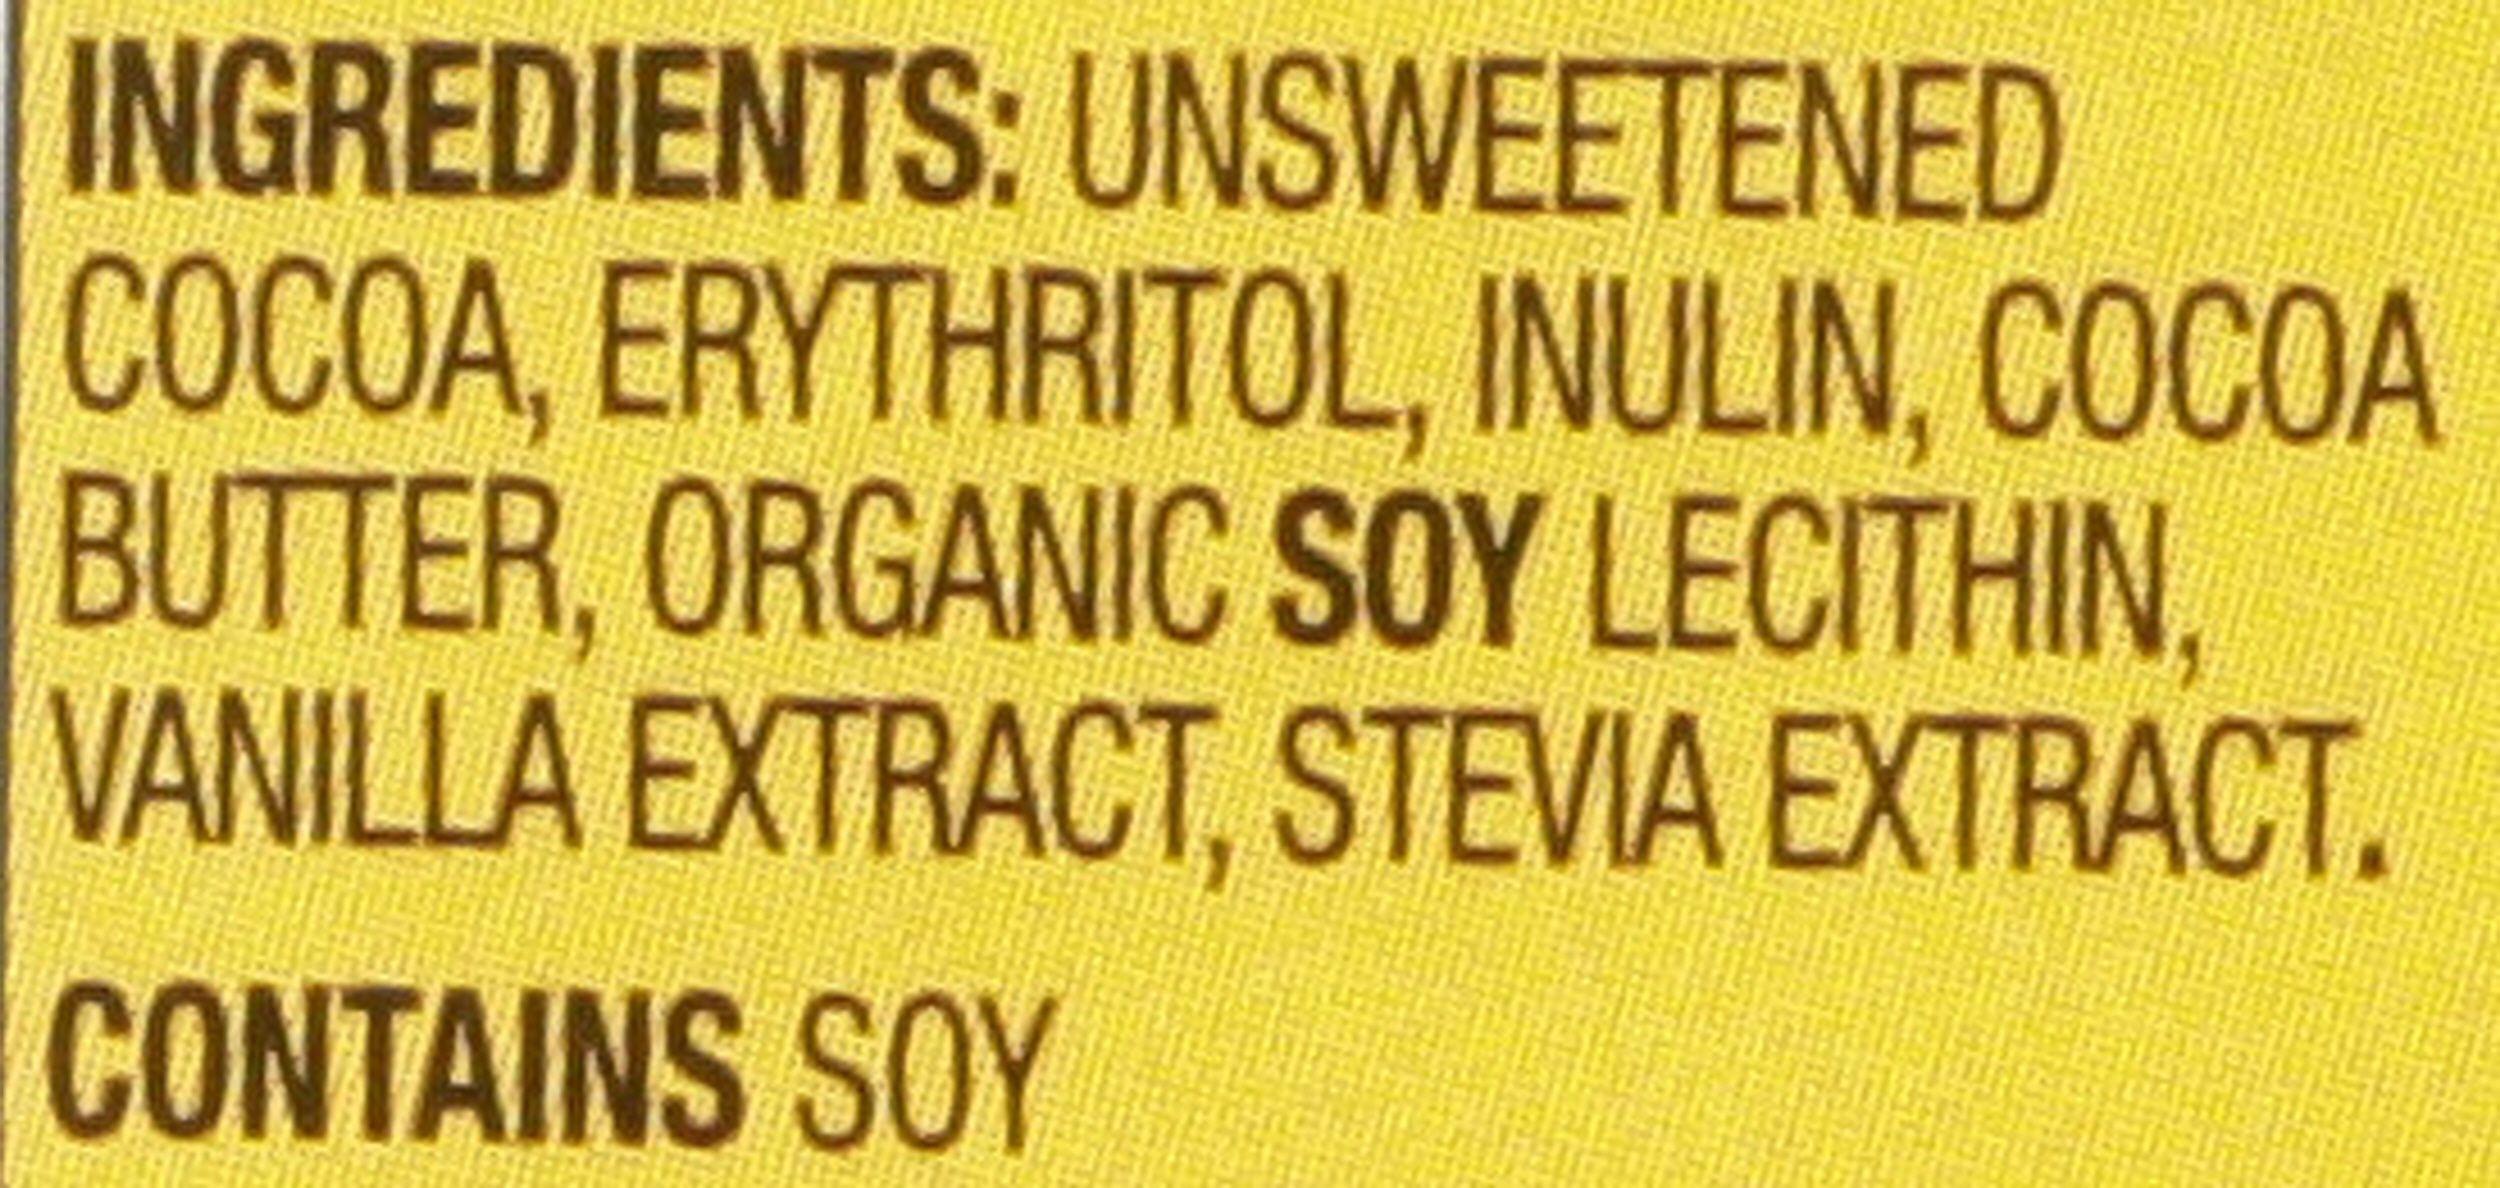 INGREDIENTS: UNSWEETENED
COCOA, ERYTHRITOL, INULIN, COCOA
BUTTER, ORGANIC SOY LECITHIN,
VANILLA EXTRACT, STEVIA EXTRACT.
CONTAINS SOY